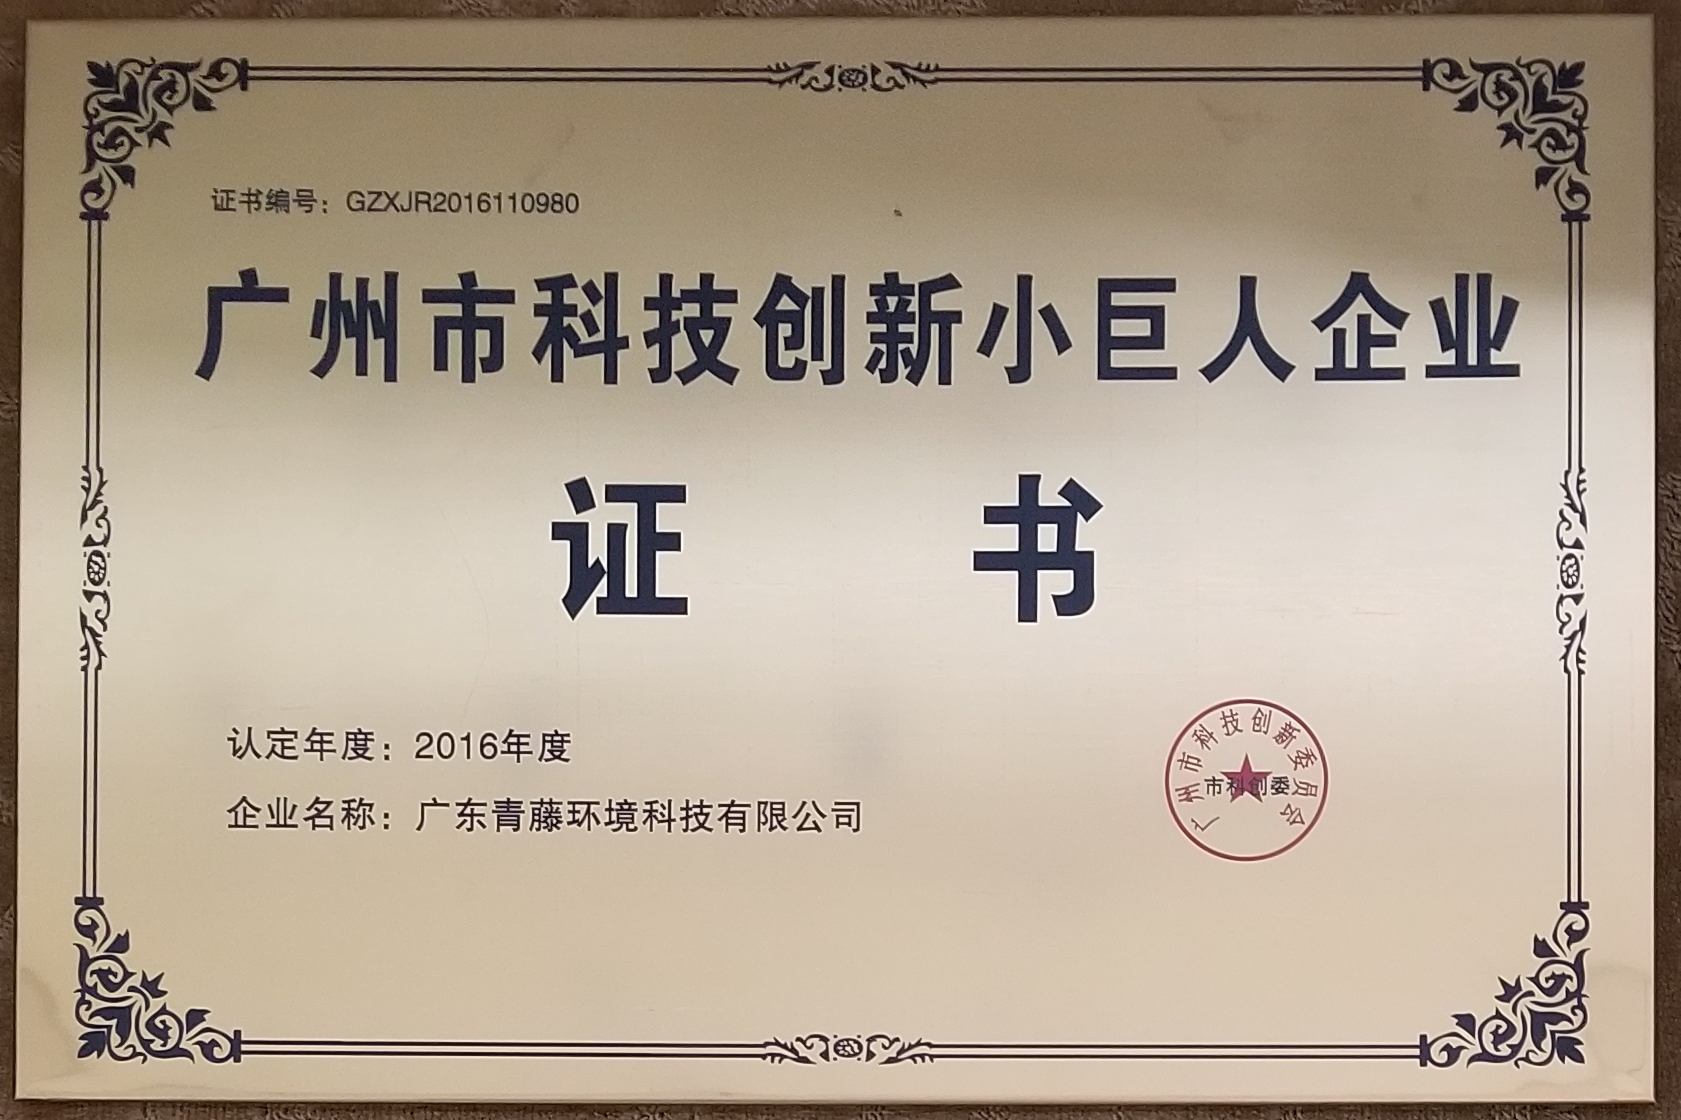 证书编号：GZXJR2016110980
广州市科技创新小巨人企业
证书
认定年度：2016年度
企业名称：广东青藤环境科技有限公司
广州市科技创新委员会
市科创委